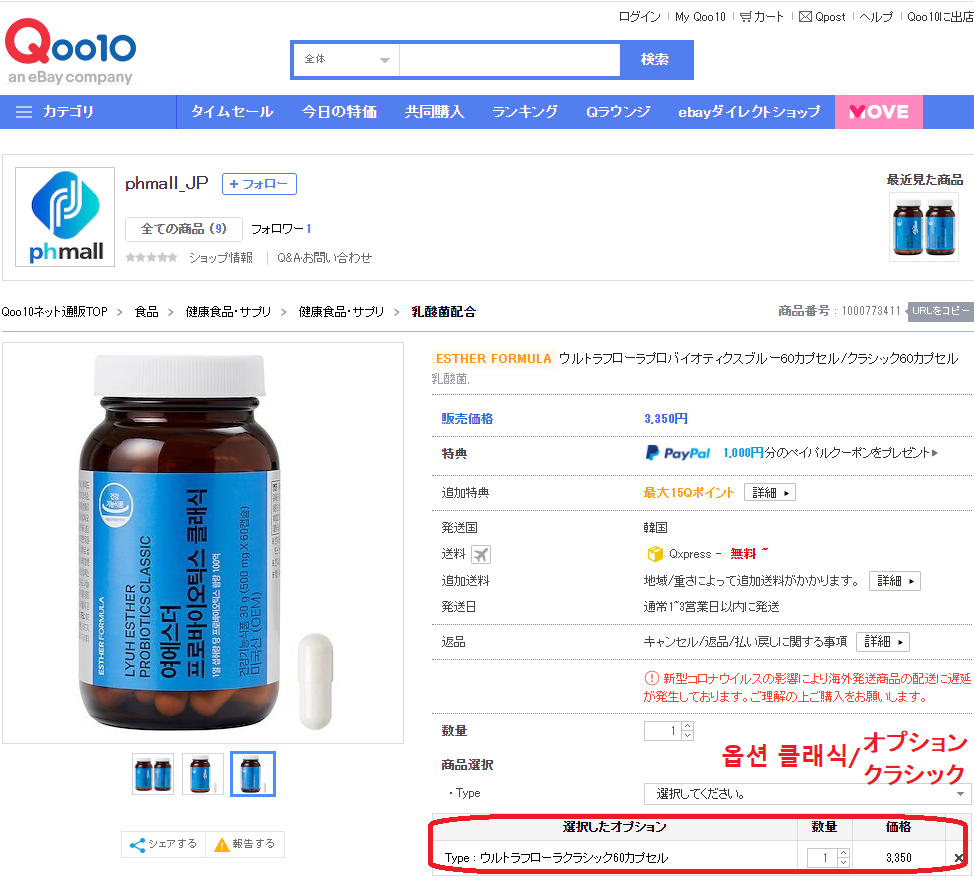 ログイン My Qoo10 カート Qpost ヘルプ Qoo10に出店
Qoo10
an eBay company
全体 検索
カテゴリ タイムセール 今日の特価 共同購入 ランキング Qラウンジ ebayダイレクトショップ MOVE
phmall
phmall_JP +フォロー
全ての商品 (9) フォロワー 1
ショップ情報 Q&A·お問い合わせ
最近見た商品
Qoo10ネット通販TOP > 食品 > 健康食品・サプリ > 健康食品・サプリ > 乳酸菌配合
商品番号 : 1000773411 URLをコピー
건강
기능식품
ESTHER FORMULA
LYUH ESTHER
PROBIOTICS CLASSIC
여에스더
프로바이오틱스 클래식
1일 섭취량 당 프로바이오틱스 함량 100억
건강기능식품 30 g (500 mg X 60캡슐)
미국산 (OEM)
シェアする 報告する
ESTHER FORMULA ウルトラフローラプロバイオティクスブルー60カプセル/クラシック60カプセル
乳酸菌.
販売価格 3,350円
特典 PayPal 1,000円分のペイパルクーポンをプレゼント
追加特典 最大15Qポイント 詳細
発送国 韓国
送料 Qxpress - 無料 ~
追加送料 地域/重さによって追加送料がかかります。 詳細
発送日 通常1~3営業日以内に発送
返品 キャンセル/返品/払い戻しに関する事項 詳細
新型コロナウイルスの影響により海外発送商品の配送に遅延
が発生しております。ご理解の上ご購入をお願いします。
数量 1
옵션 클래식/オプション
クラシック
商品選択
・Type 選択してください。
選択したオプション 数量 価格
Type : ウルトラフローラクラシック60カプセル 1 3,350